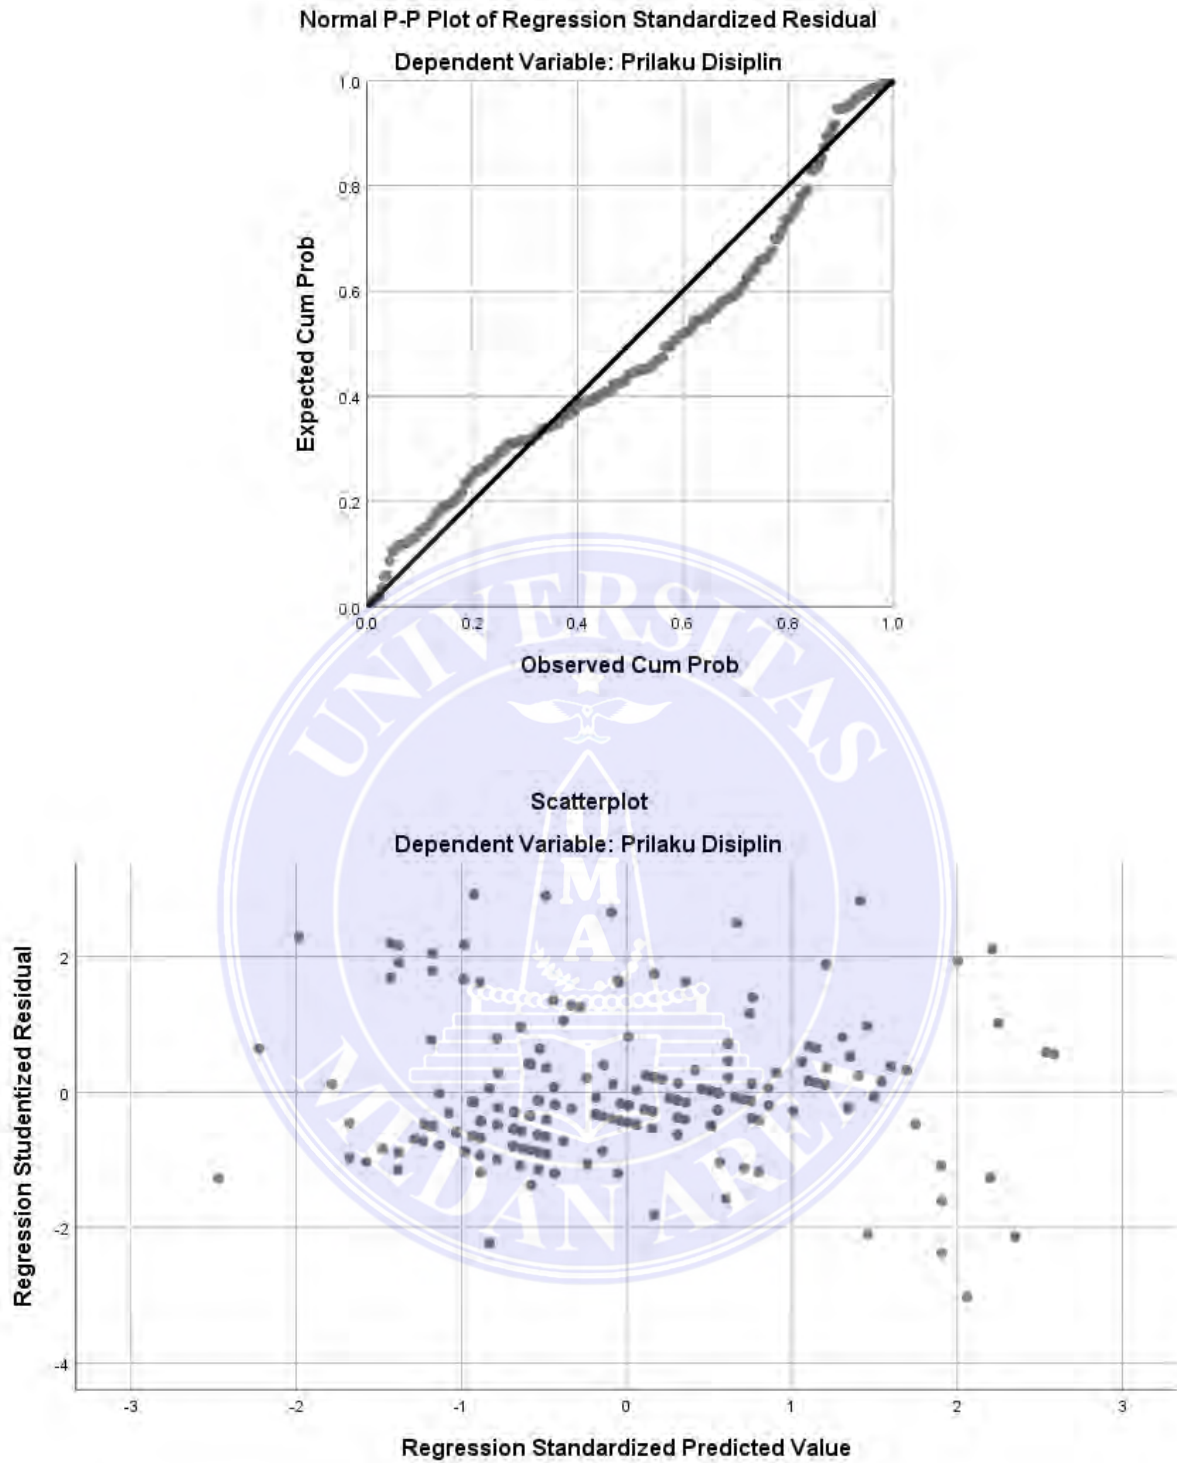 Normal P-P Plot of Regression Standardized Residual
Dependent Variable: Prilaku Disiplin
1.0
0.8
0.6
0.4
0.2
0.0
Expected Cum Prob
0.0 0.2 0.4 0.6 0.8 1.0
Observed Cum Prob
UNIVERSITAS
Scatterplot
Dependent Variable: Prilaku Disiplin
U
M
A
MEDAN AREA
Regression Studentized Residual
2
0
-2
-4
-3 -2 -1 0 1 2 3
Regression Standardized Predicted Value